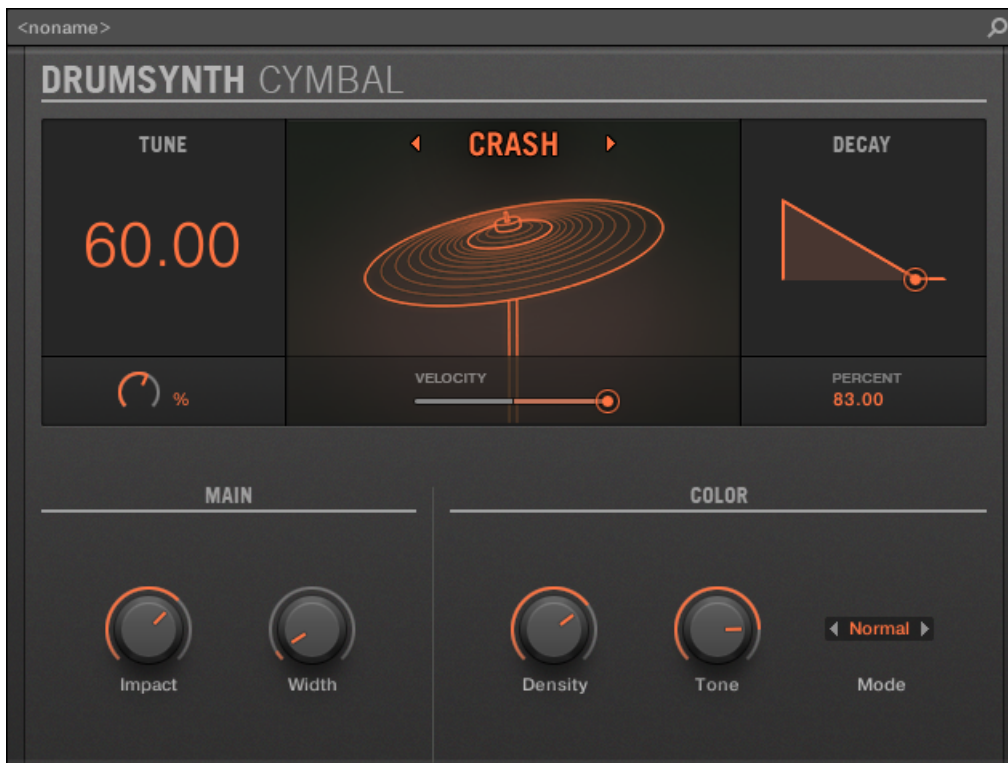 <noname>
DRUMSYNTH CYMBAL
TUNE
CRASH
DECAY
60.00
%
VELOCITY
PERCENT
83.00
MAIN
COLOR
Impact
Width
Density
Tone
Normal
Mode